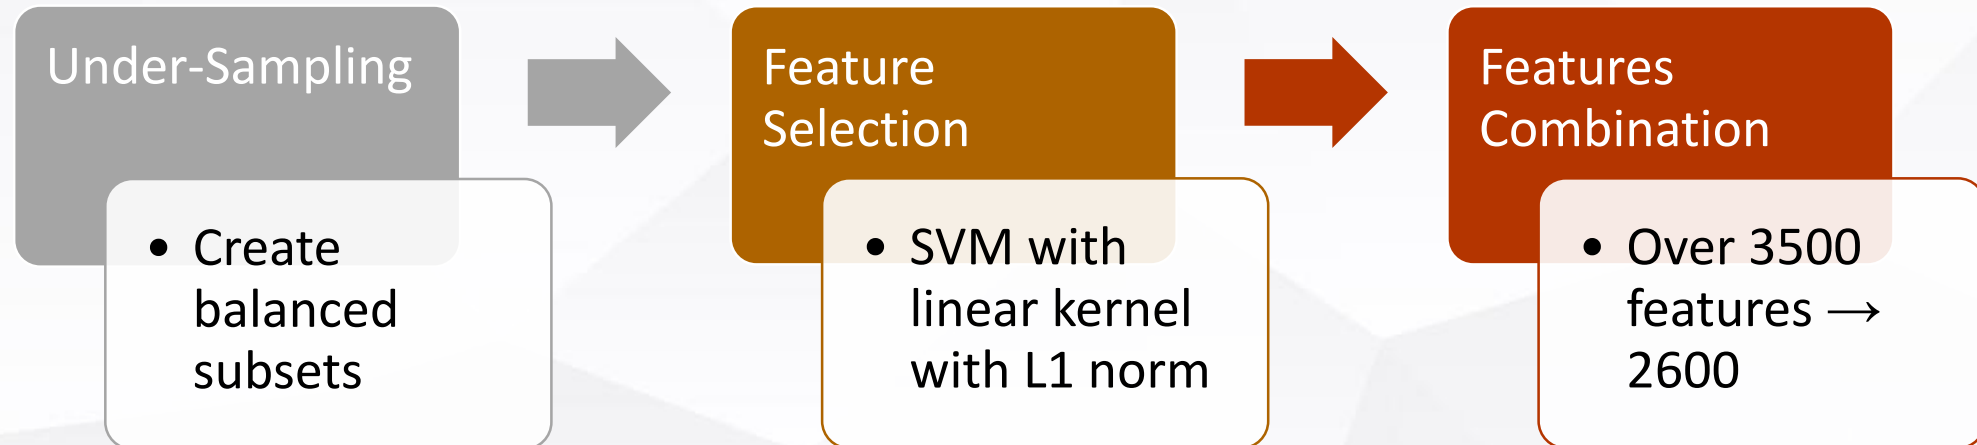 Under-Sampling
• Create
balanced
subsets
Feature
Selection
• SVM with
linear kernel
with L1 norm
Features
Combination
• Over 3500
features →
2600